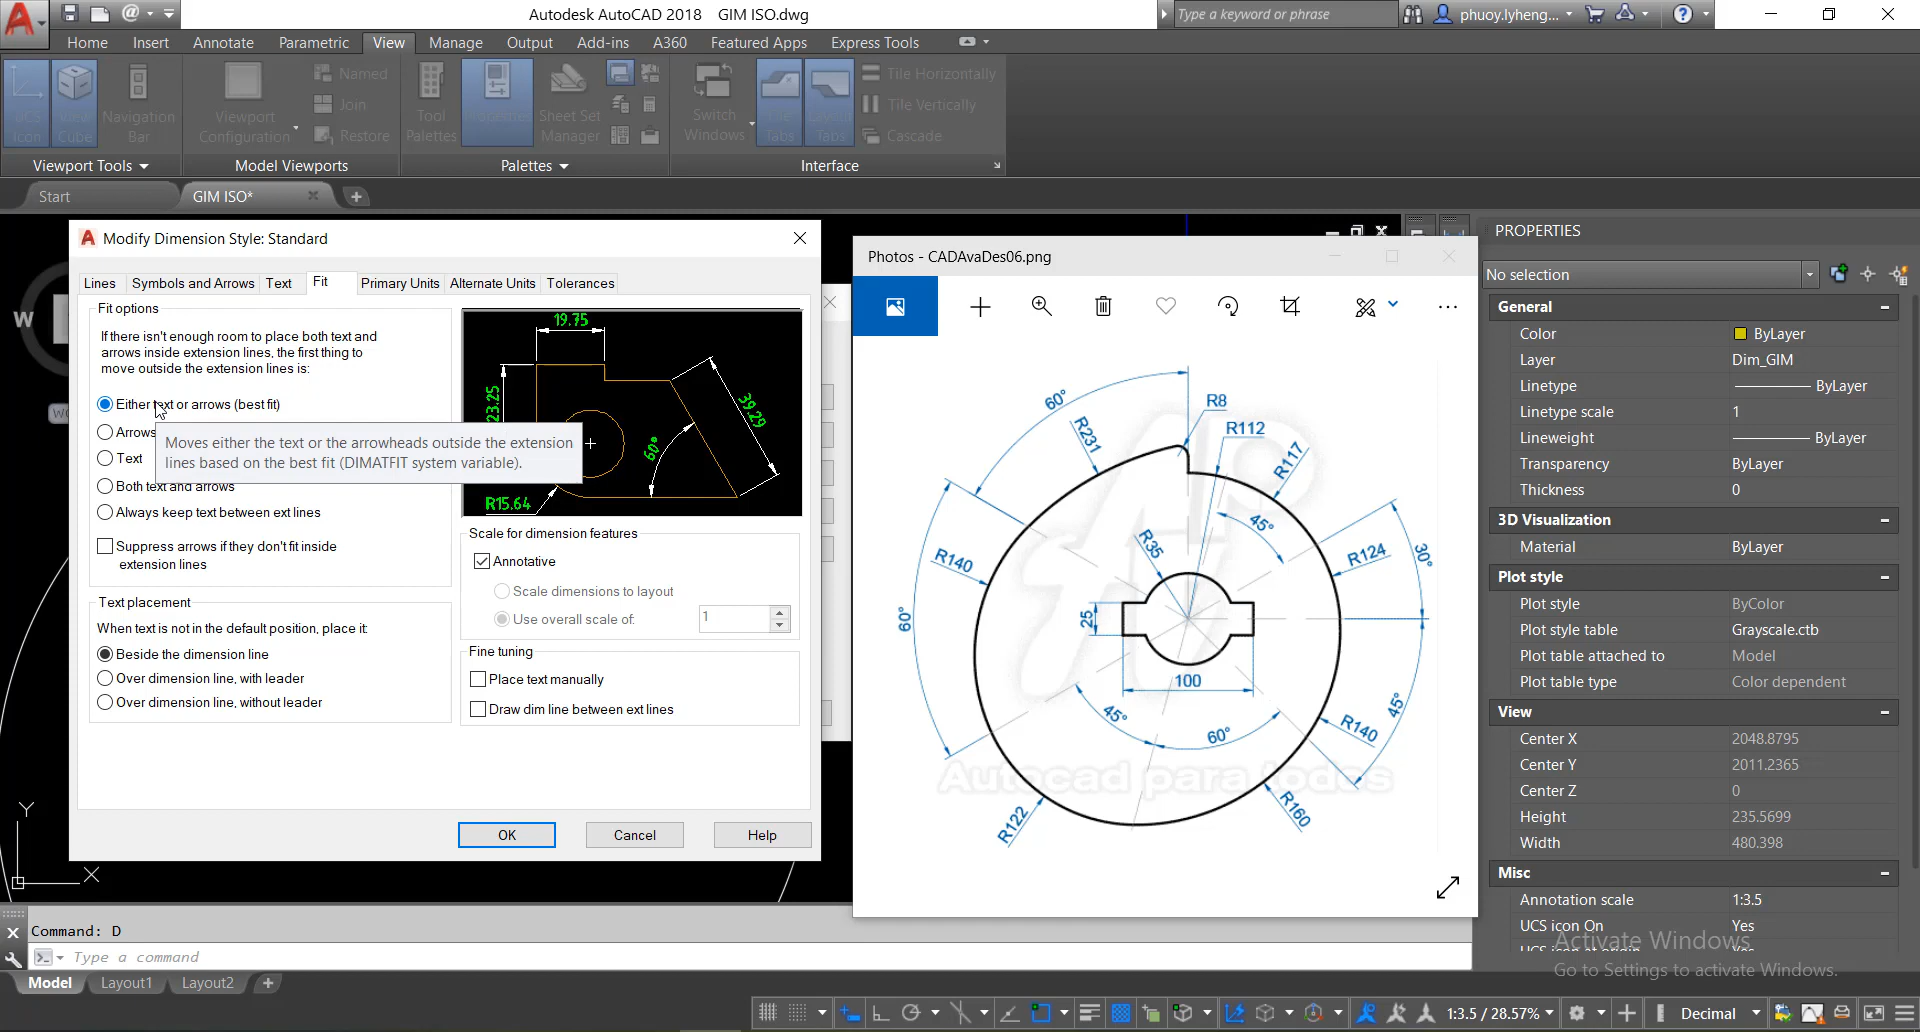 Autodesk AutoCAD 2018 GIM ISO.dwg
Type a keyword or phrase
phuoy.lyheng...
Home Insert Annotate Parametric View Manage Output Add-ins A360 Featured Apps Express Tools
UCS Icon
View Cube
Navigation Bar
Viewport Configuration
Named
Join
Restore
Tool Palettes
Properties
Sheet Set Manager
Switch Windows
File Tabs
Layout Tabs
Tile Horizontally
Tile Vertically
Cascade
Viewport Tools Model Viewports Palettes Interface
Start GIM ISO*
W
Modify Dimension Style: Standard
Lines Symbols and Arrows Text Fit Primary Units Alternate Units Tolerances
Fit options
If there isn't enough room to place both text and
arrows inside extension lines, the first thing to
move outside the extension lines is:
Either text or arrows (best fit)
Arrows
Text
Both text and arrows
Always keep text between ext lines
Suppress arrows if they don't fit inside
extension lines
Moves either the text or the arrowheads outside the extension
lines based on the best fit (DIMATFIT system variable).
Text placement
When text is not in the default position, place it:
Beside the dimension line
Over dimension line, with leader
Over dimension line, without leader
19.75
23.25
39.29
60°
R15.64
Scale for dimension features
Annotative
Scale dimensions to layout
Use overall scale of: 1
Fine tuning
Place text manually
Draw dim line between ext lines
OK Cancel Help
Photos - CADAvaDes06.png
60°
R8
R231
R112
R117
45°
R35
R140
R124
30°
60°
25
100
45°
60°
R140
45°
R122
R160
Autocad para todos
PROPERTIES
No selection
General
Color ByLayer
Layer Dim_GIM
Linetype ByLayer
Linetype scale 1
Lineweight ByLayer
Transparency ByLayer
Thickness 0
3D Visualization
Material ByLayer
Plot style
Plot style ByColor
Plot style table Grayscale.ctb
Plot table attached to Model
Plot table type Color dependent
View
Center X 2048.8795
Center Y 2011.2365
Center Z 0
Height 235.5699
Width 480.398
Misc
Annotation scale 1:3.5
UCS icon On Yes
UCS icon at origin Yes
Activate Windows
Go to Settings to activate Windows.
Y
X
Command: D
Type a command
Model Layout1 Layout2
1:3.5 / 28.57% Decimal